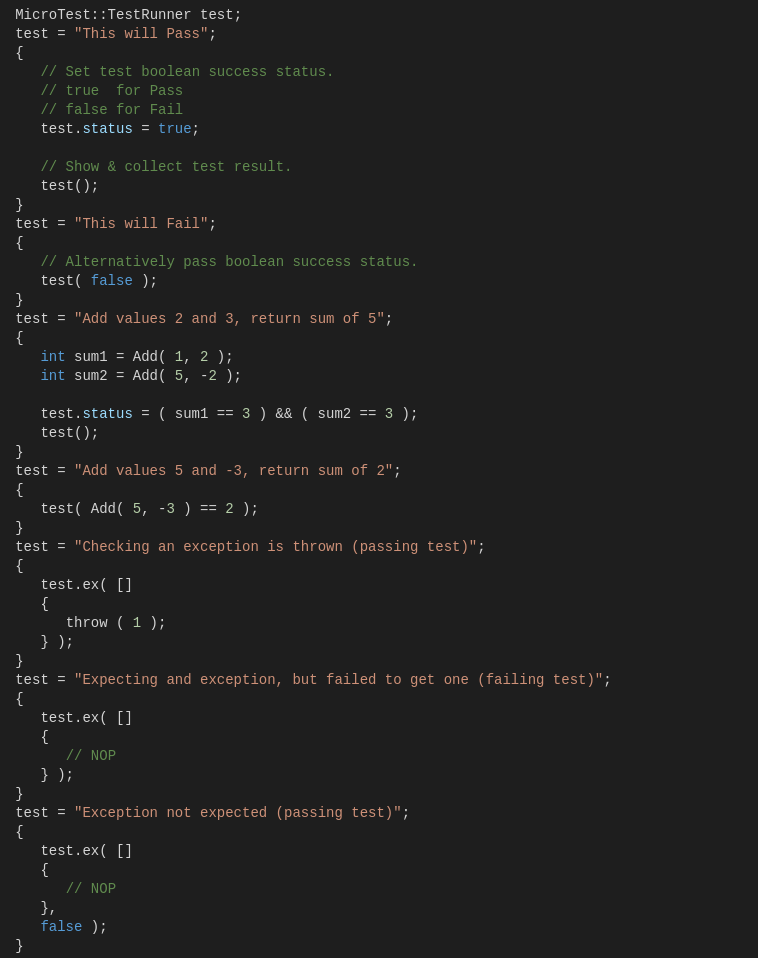 MicroTest::TestRunner test;
test = "This will Pass";
{
   // Set test boolean success status.
   // true  for Pass
   // false for Fail
   test.status = true;

   // Show & collect test result.
   test();
}
test = "This will Fail";
{
   // Alternatively pass boolean success status.
   test( false );
}
test = "Add values 2 and 3, return sum of 5";
{
   int sum1 = Add( 1, 2 );
   int sum2 = Add( 5, -2 );

   test.status = ( sum1 == 3 ) && ( sum2 == 3 );
   test();
}
test = "Add values 5 and -3, return sum of 2";
{
   test( Add( 5, -3 ) == 2 );
}
test = "Checking an exception is thrown (passing test)";
{
   test.ex( []
   {
      throw ( 1 );
   } );
}
test = "Expecting and exception, but failed to get one (failing test)";
{
   test.ex( []
   {
      // NOP
   } );
}
test = "Exception not expected (passing test)";
{
   test.ex( []
   {
      // NOP
   },
   false );
}